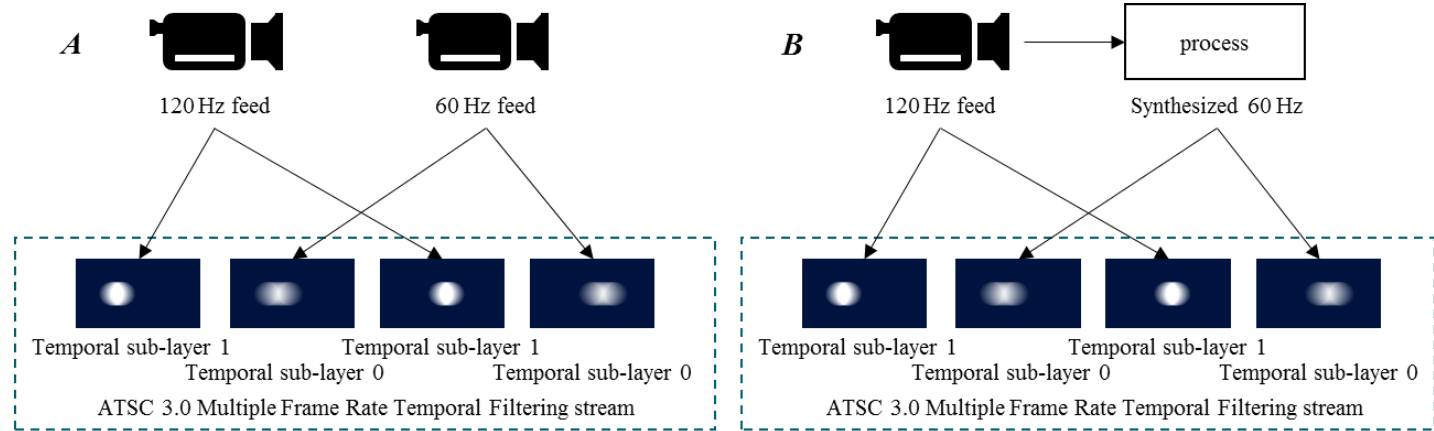 A
120 Hz feed
60 Hz feed
Temporal sub-layer 1
Temporal sub-layer 0
Temporal sub-layer 1
Temporal sub-layer 0
ATSC 3.0 Multiple Frame Rate Temporal Filtering stream
B
process
120 Hz feed
Synthesized 60 Hz
Temporal sub-layer 1
Temporal sub-layer 0
Temporal sub-layer 1
Temporal sub-layer 0
ATSC 3.0 Multiple Frame Rate Temporal Filtering stream